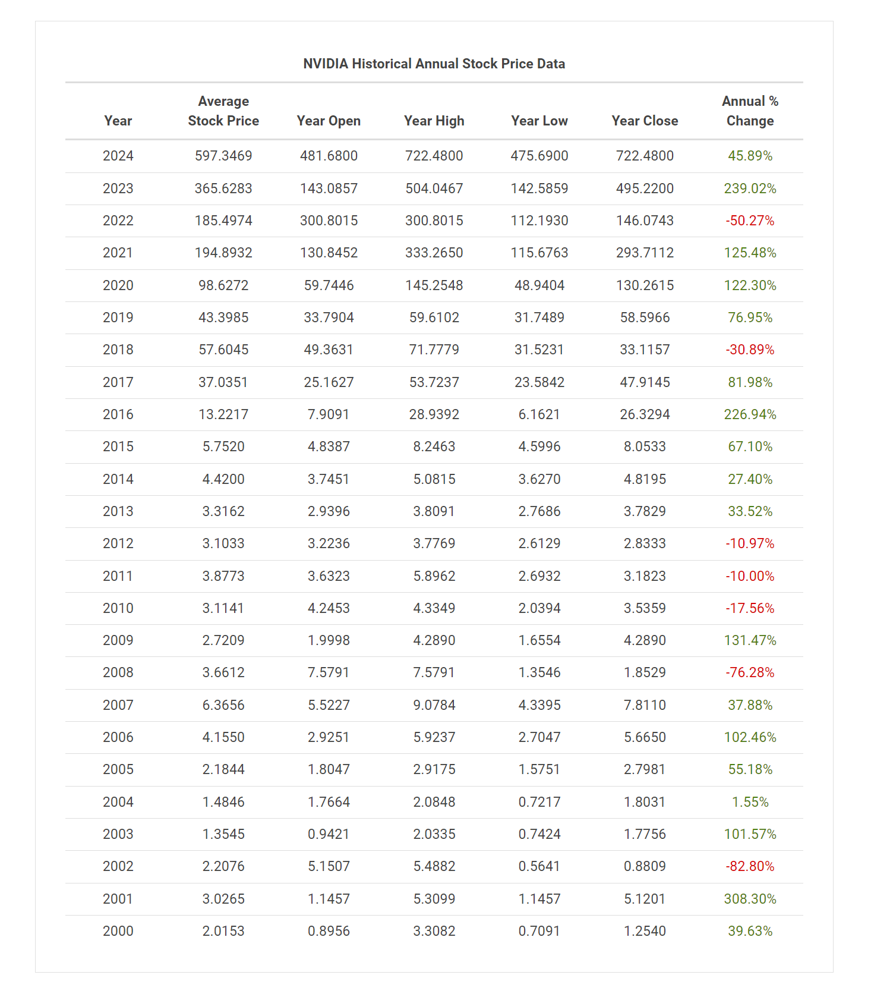 NVIDIA Historical Annual Stock Price Data
Year Average Stock Price Year Open Year High Year Low Year Close Annual % Change
2024 597.3469 481.6800 722.4800 475.6900 722.4800 45.89%
2023 365.6283 143.0857 504.0467 142.5859 495.2200 239.02%
2022 185.4974 300.8015 300.8015 112.1930 146.0743 -50.27%
2021 194.8932 130.8452 333.2650 115.6763 293.7112 125.48%
2020 98.6272 59.7446 145.2548 48.9404 130.2615 122.30%
2019 43.3985 33.7904 59.6102 31.7489 58.5966 76.95%
2018 57.6045 49.3631 71.7779 31.5231 33.1157 -30.89%
2017 37.0351 25.1627 53.7237 23.5842 47.9145 81.98%
2016 13.2217 7.9091 28.9392 6.1621 26.3294 226.94%
2015 5.7520 4.8387 8.2463 4.5996 8.0533 67.10%
2014 4.4200 3.7451 5.0815 3.6270 4.8195 27.40%
2013 3.3162 2.9396 3.8091 2.7686 3.7829 33.52%
2012 3.1033 3.2236 3.7769 2.6129 2.8333 -10.97%
2011 3.8773 3.6323 5.8962 2.6932 3.1823 -10.00%
2010 3.1141 4.2453 4.3349 2.0394 3.5359 -17.56%
2009 2.7209 1.9998 4.2890 1.6554 4.2890 131.47%
2008 3.6612 7.5791 7.5791 1.3546 1.8529 -76.28%
2007 6.3656 5.5227 9.0784 4.3395 7.8110 37.88%
2006 4.1550 2.9251 5.9237 2.7047 5.6650 102.46%
2005 2.1844 1.8047 2.9175 1.5751 2.7981 55.18%
2004 1.4846 1.7664 2.0848 0.7217 1.8031 1.55%
2003 1.3545 0.9421 2.0335 0.7424 1.7756 101.57%
2002 2.2076 5.1507 5.4882 0.5641 0.8809 -82.80%
2001 3.0265 1.1457 5.3099 1.1457 5.1201 308.30%
2000 2.0153 0.8956 3.3082 0.7091 1.2540 39.63%